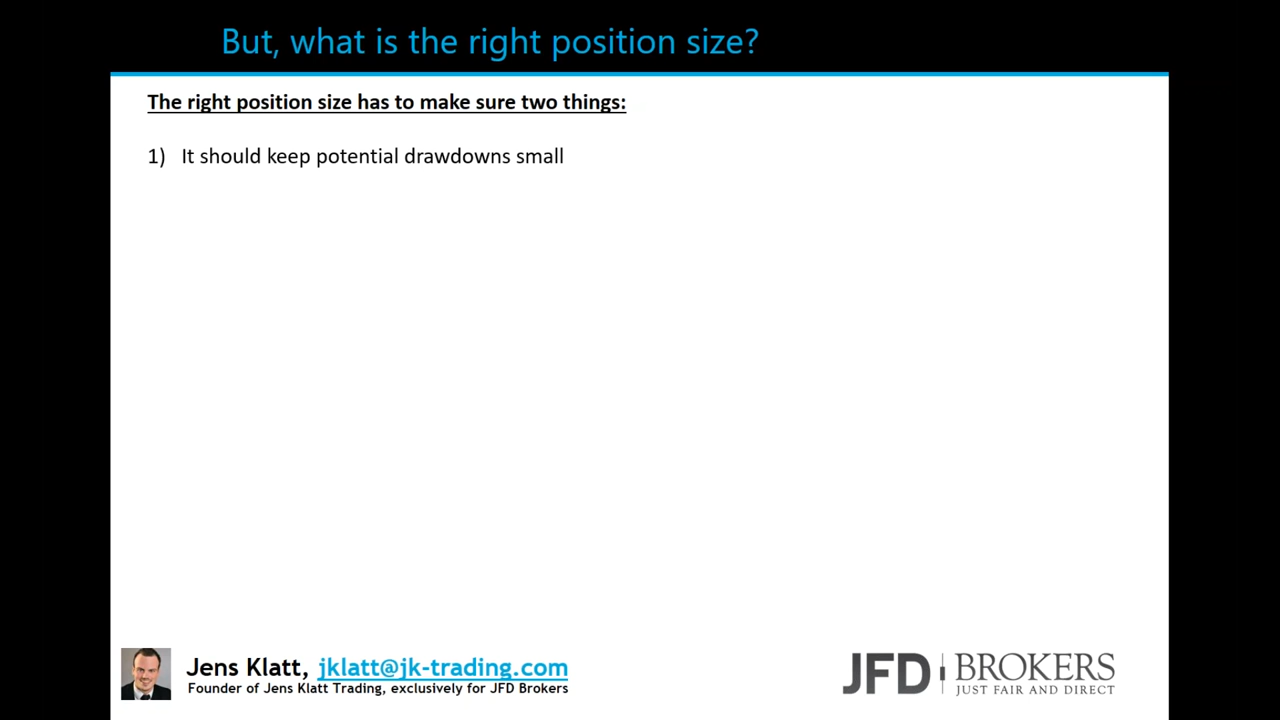 But, what is the right position size?
The right position size has to make sure two things:
1) It should keep potential drawdowns small
Jens Klatt, jklatt@jk-trading.com
Founder of Jens Klatt Trading, exclusively for JFD Brokers
JFD BROKERS
JUST FAIR AND DIRECT